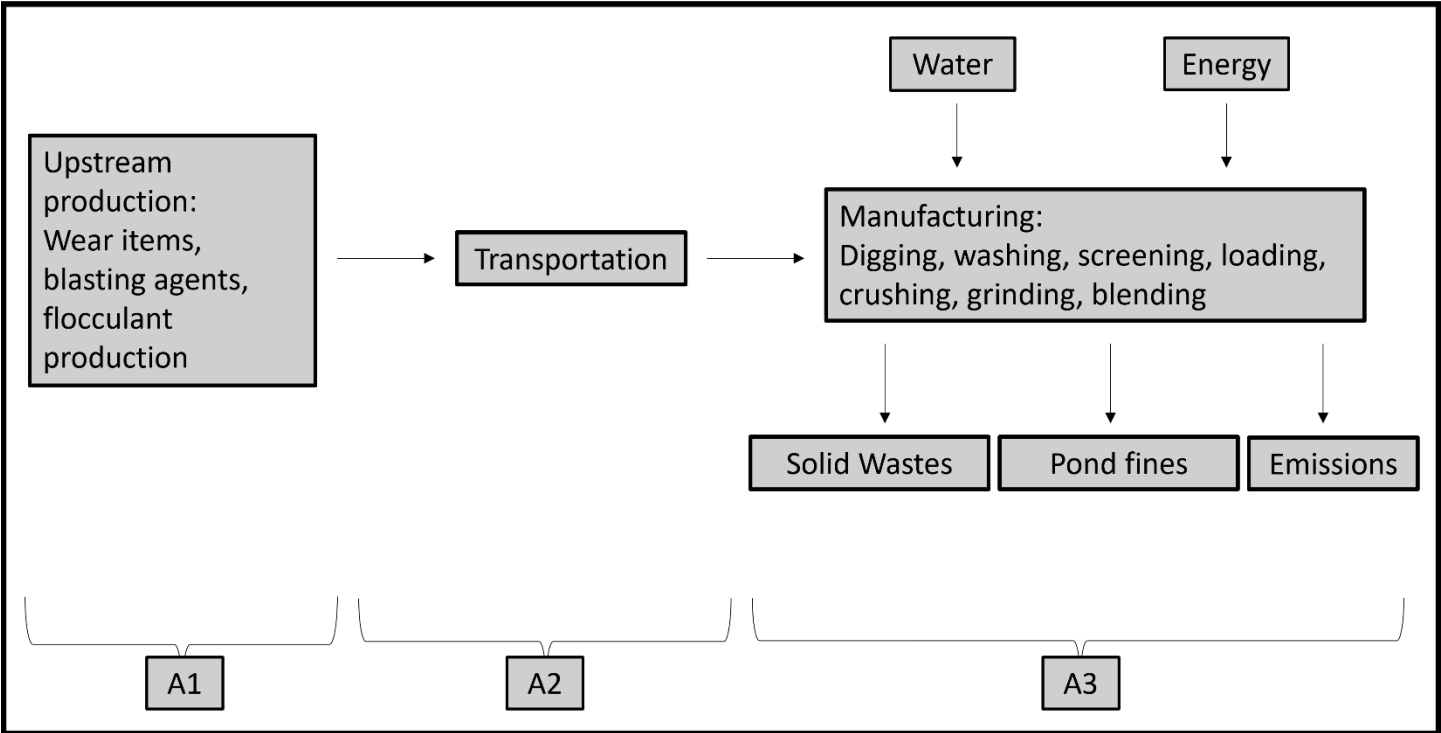 Water
Energy
Upstream
production:
Wear items,
blasting agents,
flocculant
production
Transportation
Manufacturing:
Digging, washing, screening, loading,
crushing, grinding, blending
Solid Wastes
Pond fines
Emissions
A1
A2
A3